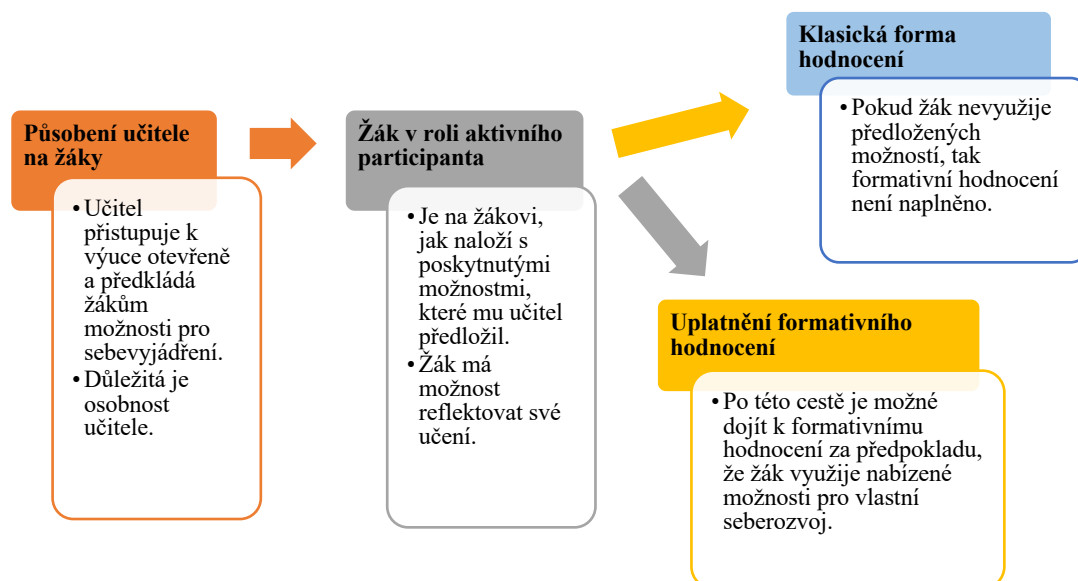 Působení učitele
na žáky
• Učitel
přistupuje k
výuce otevřeně
a předkládá
žákům
možnosti pro
sebevyjádření.
• Důležitá je
osobnost
učitele.
Žák v roli aktivního
participanta
• Je na žákovi,
jak naloží s
poskytnutými
možnostmi,
které mu učitel
předložil.
• Žák má
možnost
reflektovat své
učení.
Klasická forma
hodnocení
• Pokud žák nevyužije
předložených
možností, tak
formativní hodnocení
není naplněno.
Uplatnění formativního
hodnocení
• Po této cestě je možné
dojít k formativnímu
hodnocení za předpokladu,
že žák využije nabízené
možnosti pro vlastní
seberozvoj.